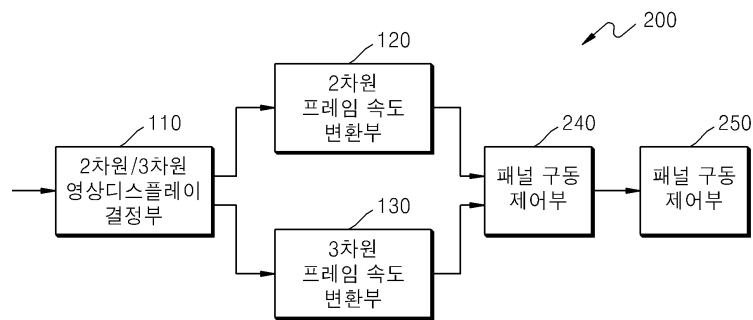 200
120
2차원
프레임 속도
변환부
110
2차원/3차원
영상디스플레이
결정부
240
패널 구동
제어부
250
패널 구동
제어부
130
3차원
프레임 속도
변환부